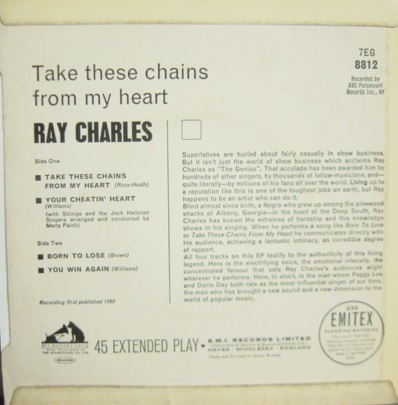 7EG
8812
Recorded by
ABC Paramount
Records Inc., NY
Take these chains
from my heart
RAY CHARLES
Side One
TAKE THESE CHAINS
FROM MY HEART (Rose-Heath)
YOUR CHEATIN' HEART
(Williams)
(with Strings and the Jack Halloran
Singers arranged and conducted by
Marty Paich)
Side Two
BORN TO LOSE (Brown)
YOU WIN AGAIN (Williams)
Recording first published 1962
Superlatives are hurled about fairly casually in show business.
But it isn't just the world of show business which acclaims Ray
Charles as "The Genius". That accolade has been awarded him by
hundreds of other singers, by thousands of fellow-musicians, and—
quite literally—by millions of his fans all over the world. Living up to
a reputation like this is one of the toughest jobs on earth, but Ray
happens to be an artist who can do it.
Blind almost since birth, a Negro who grew up among the pinewood
shacks of Albany, Georgia—in the heart of the Deep South, Ray
Charles has known the extremes of hardship and this knowledge
shows in his singing. When he performs a song like Born To Lose
or Take These Chains From My Heart he communicates directly with
his audience, achieving a fantastic intimacy, an incredible degree
of rapport.
All four tracks on this EP testify to the authenticity of this living
legend. Here is the electrifying voice, the emotional intensity, the
concentrated fervour that sets Ray Charles's audiences alight
wherever he performs. Here, in short, is the man whom Peggy Lee
and Doris Day both rate as the most influential singer of our time,
the man who has brought a new sound and a new dimension to the
world of popular music.
45 EXTENDED PLAY
E.M.I. RECORDS LIMITED
HAYES · MIDDLESEX · ENGLAND
USE
EMITEX
CLEANING MATERIAL